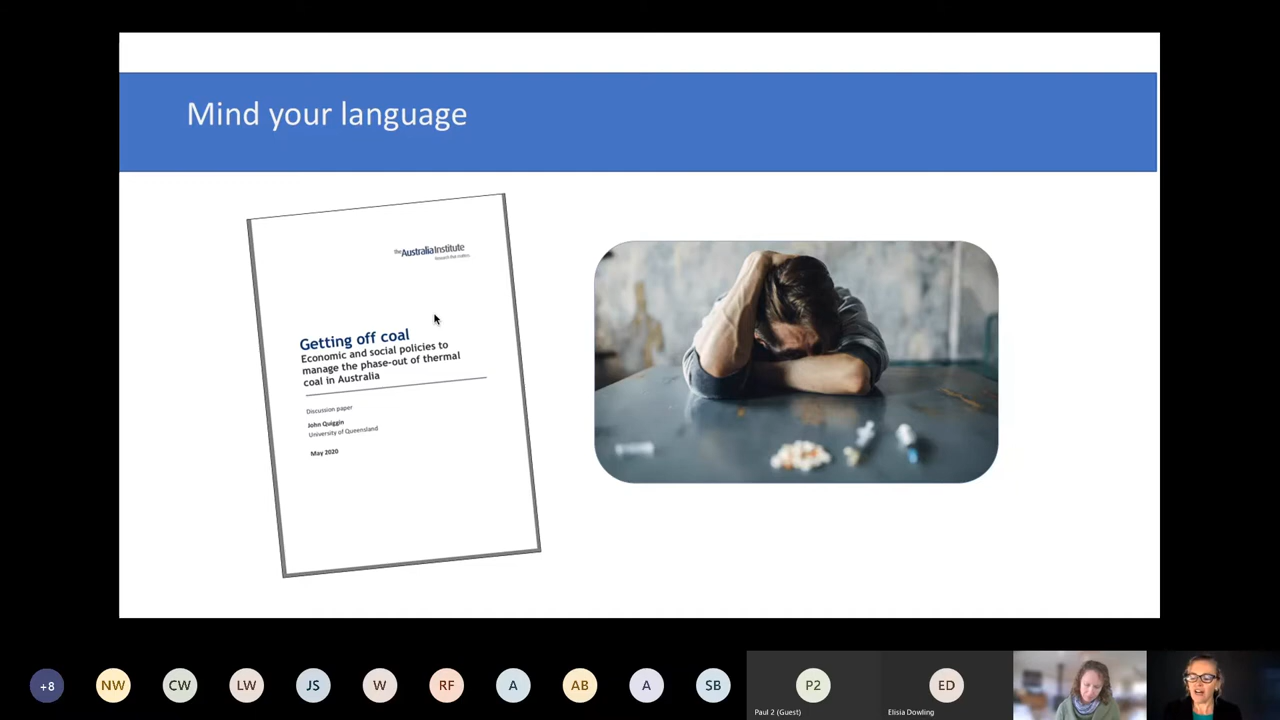 Mind your language
The Australia Institute
Research that matters.
Getting off coal
Economic and social policies to
manage the phase-out of thermal
coal in Australia
Discussion paper
John Quiggin
University of Queensland
May 2020
+8
NW
CW
LW
JS
W
RF
A
AB
A
SB
P2
ED
Paul 2 (Guest)
Elisia Dowling